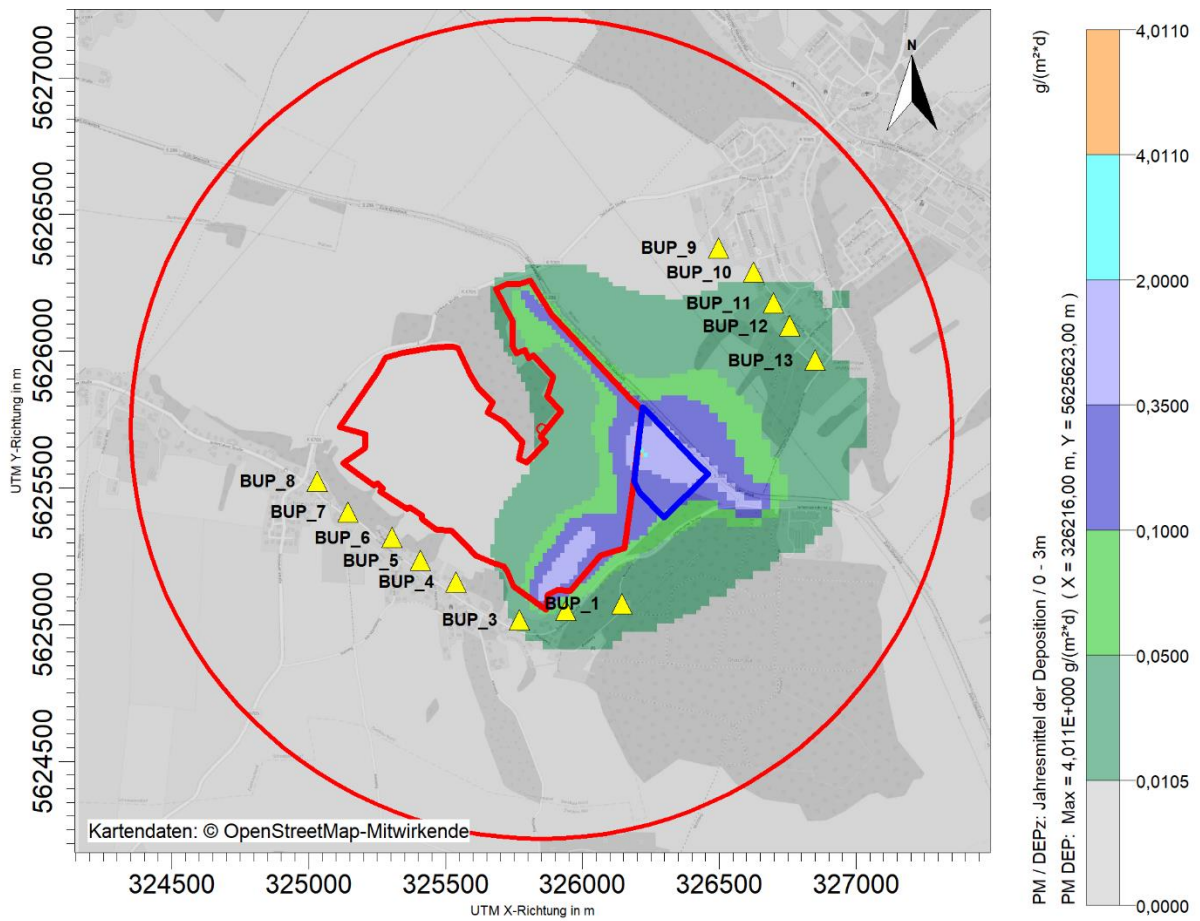 g/(m²*d)
4,0110
4,0110
2,0000
0,3500
0,1000
0,0500
0,0105
0,0000
PM / DEPz: Jahresmittel der Deposition / 0 - 3m
PM DEP: Max = 4,011E+000 g/(m²*d) ( X = 326216,00 m, Y = 5625623,00 m )
UTM Y-Richtung in m
5627000
5626500
5626000
5625500
5625000
5624500
N
BUP_9
BUP_10
BUP_11
BUP_12
BUP_13
BUP_8
BUP_7
BUP_6
BUP_5
BUP_4
BUP_3
BUP_1
Kartendaten: © OpenStreetMap-Mitwirkende
324500 325000 325500 326000 326500 327000
UTM X-Richtung in m